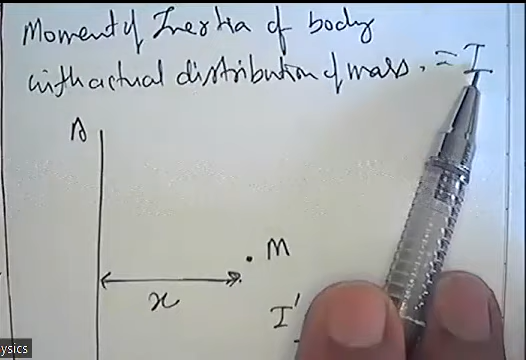 Moment of Inertia of body
with actual distribution of mass. = I
A
M
x
I'
ysics